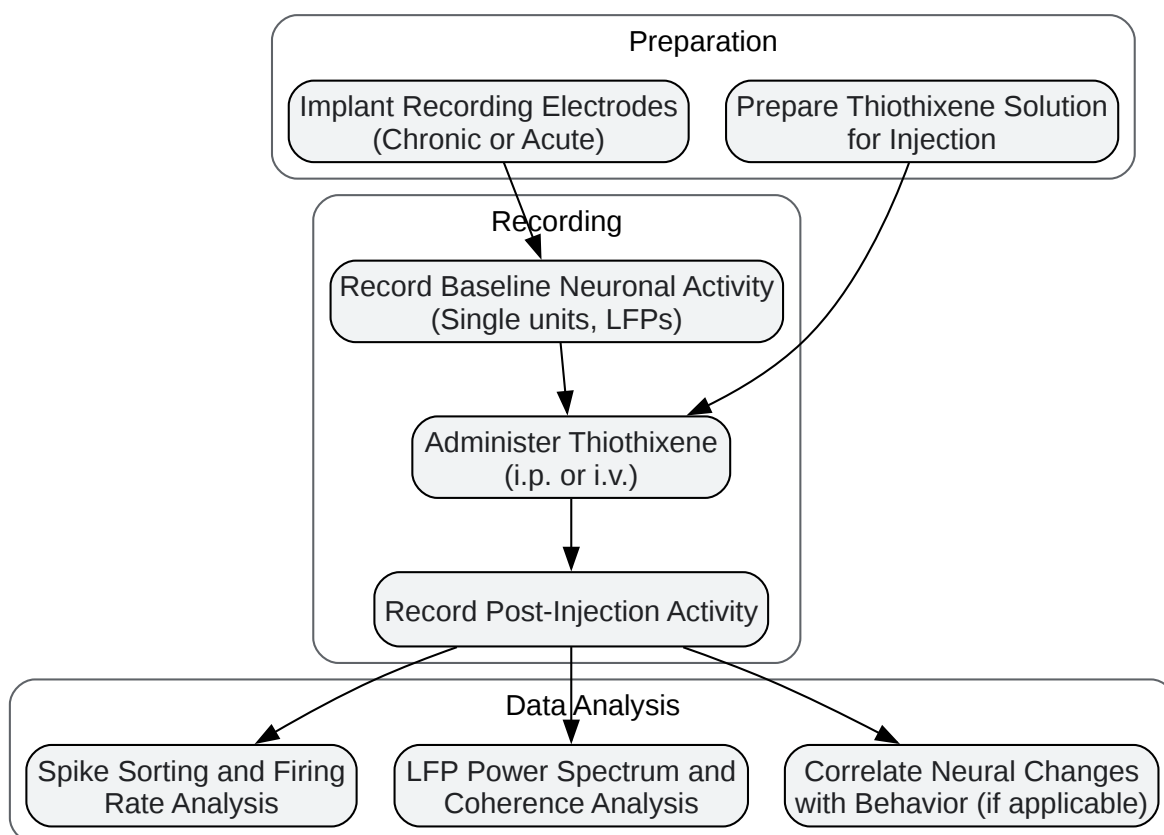 Preparation
Implant Recording Electrodes
(Chronic or Acute)
Prepare Thiothixene Solution
for Injection
Recording
Record Baseline Neuronal Activity
(Single units, LFPs)
Administer Thiothixene
(i.p. or i.v.)
Record Post-Injection Activity
Data Analysis
Spike Sorting and Firing
Rate Analysis
LFP Power Spectrum and
Coherence Analysis
Correlate Neural Changes
with Behavior (if applicable)